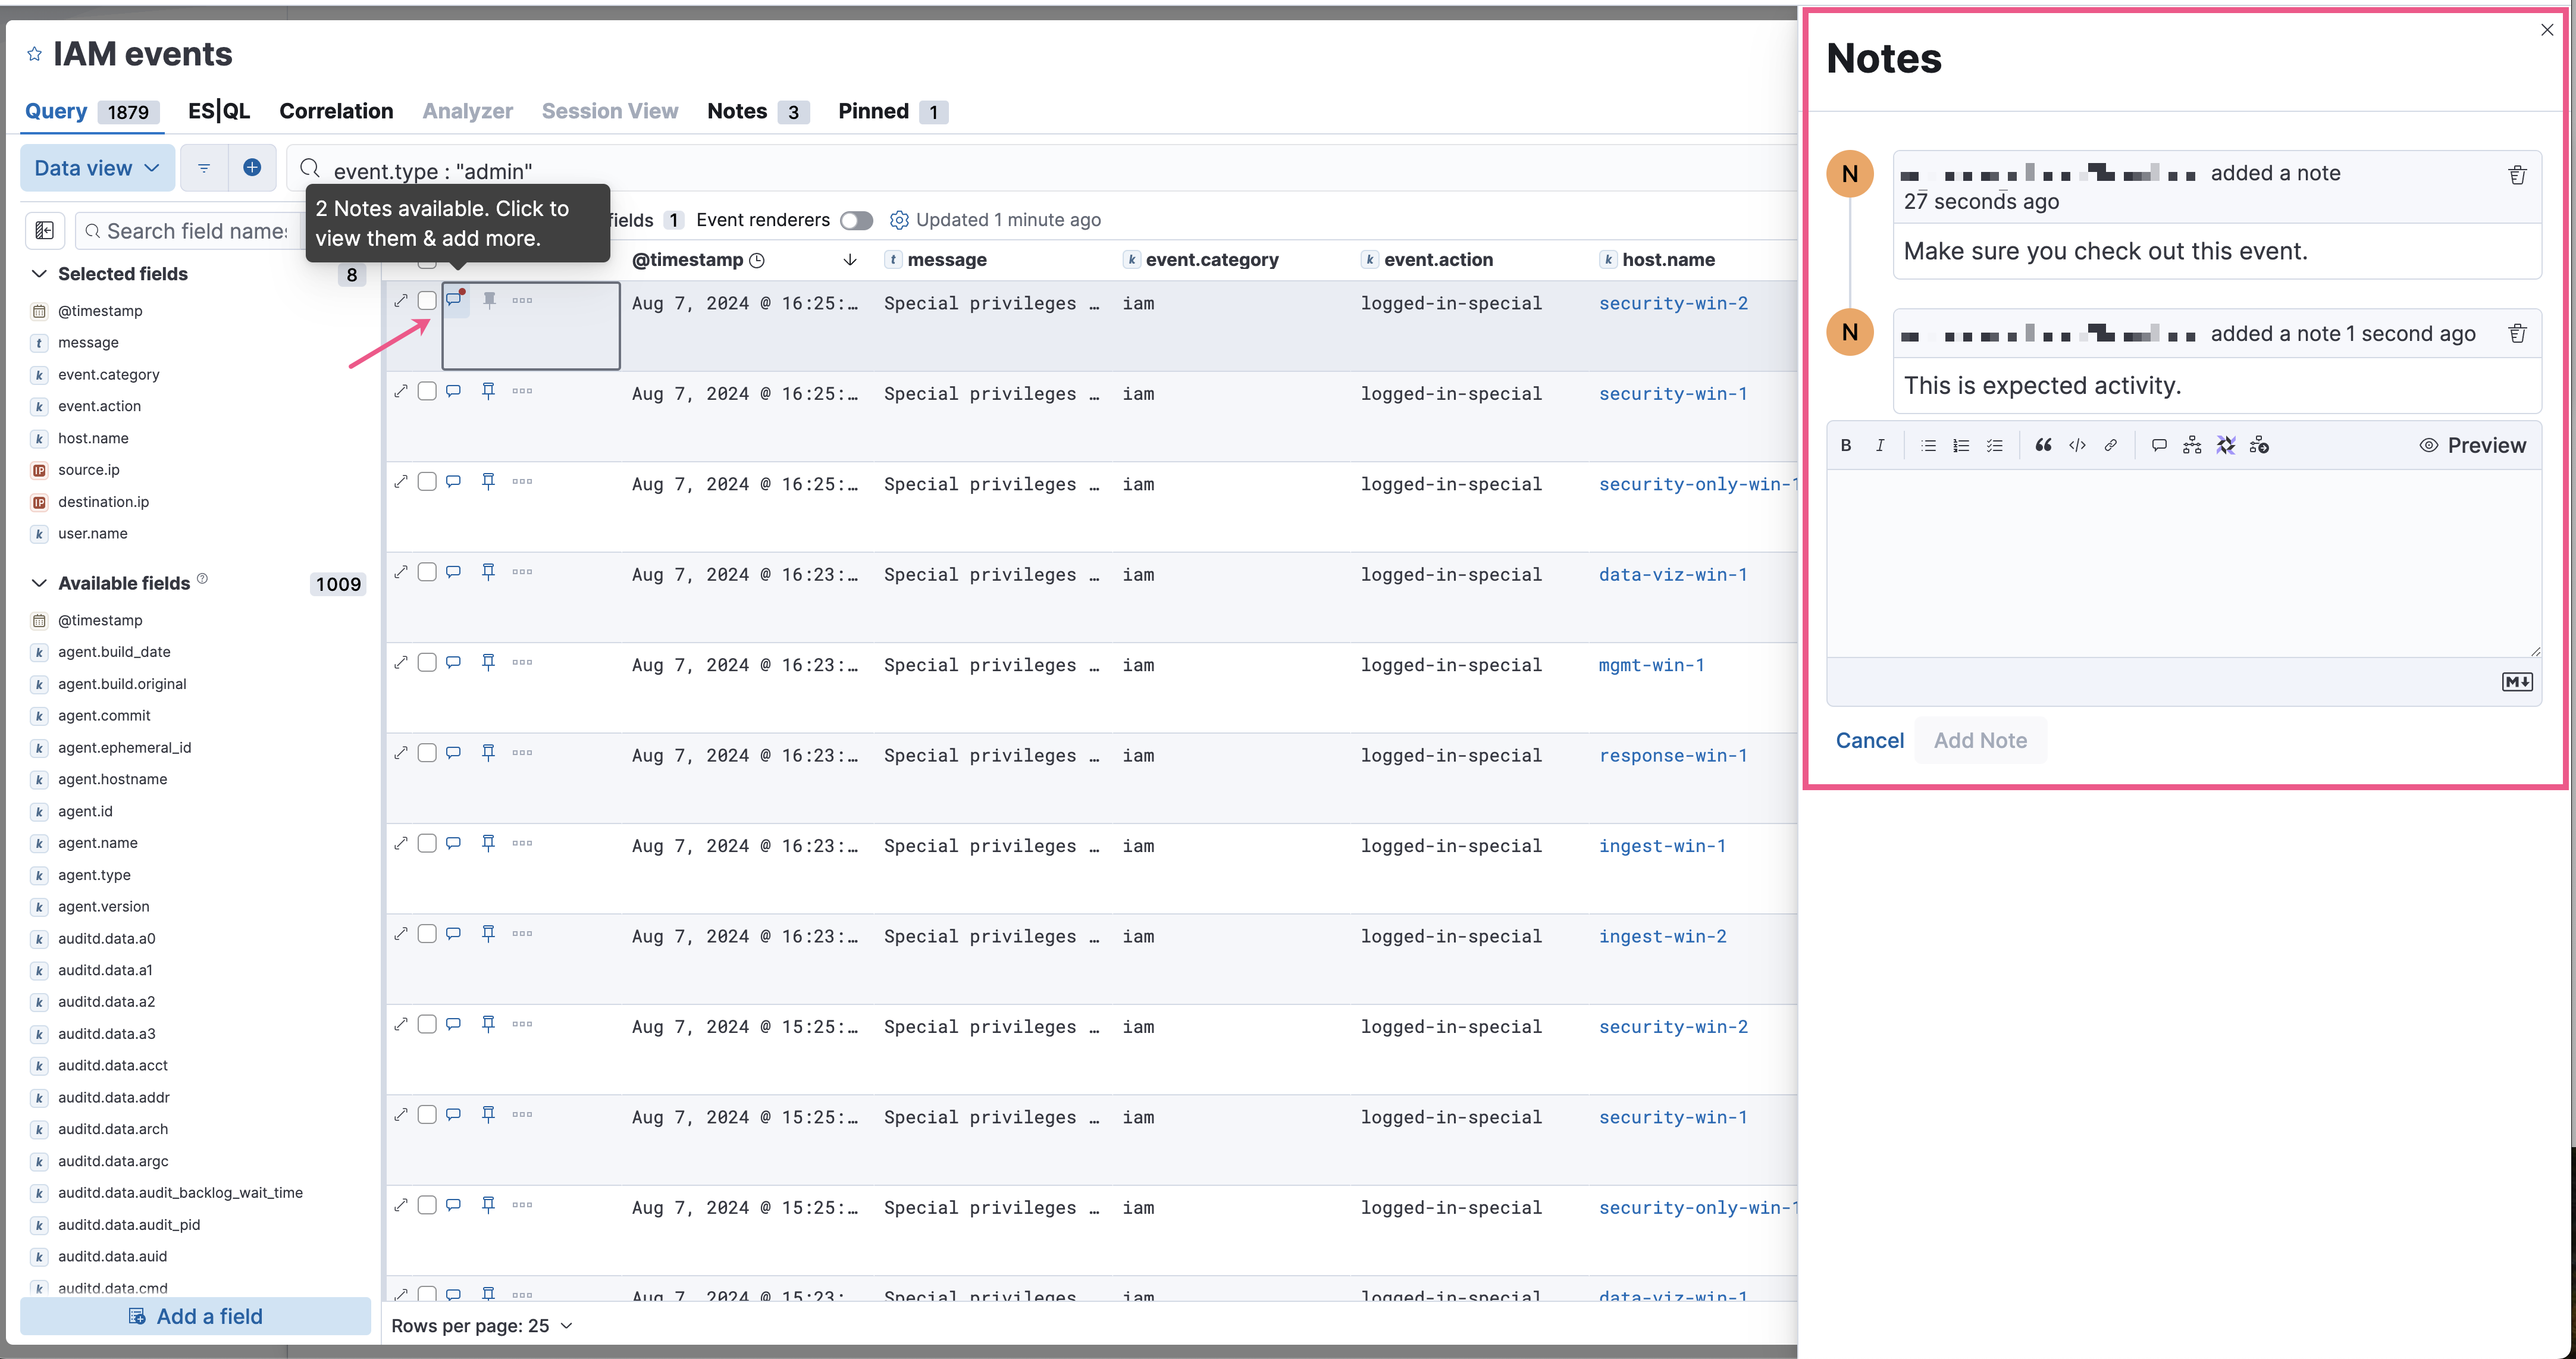 IAM events
Query 1879 ES|QL Correlation Analyzer Session View Notes 3 Pinned 1
Data view
event.type : "admin"
2 Notes available. Click to
view them & add more.
Search field names
fields 1 Event renderers Updated 1 minute ago
Selected fields 8
@timestamp
message
event.category
event.action
host.name
source.ip
destination.ip
user.name
Available fields 1009
@timestamp
agent.build_date
agent.build.original
agent.commit
agent.ephemeral_id
agent.hostname
agent.id
agent.name
agent.type
agent.version
auditd.data.a0
auditd.data.a1
auditd.data.a2
auditd.data.a3
auditd.data.acct
auditd.data.addr
auditd.data.arch
auditd.data.argc
auditd.data.audit_backlog_wait_time
auditd.data.audit_pid
auditd.data.auid
auditd.data.cmd
Add a field
@timestamp message event.category event.action host.name
Aug 7, 2024 @ 16:25:… iam logged-in-special security-win-2
Aug 7, 2024 @ 16:25:… Special privileges … iam logged-in-special security-win-1
Aug 7, 2024 @ 16:25:… Special privileges … iam logged-in-special security-only-win-1
Aug 7, 2024 @ 16:23:… Special privileges … iam logged-in-special data-viz-win-1
Aug 7, 2024 @ 16:23:… Special privileges … iam logged-in-special mgmt-win-1
Aug 7, 2024 @ 16:23:… Special privileges … iam logged-in-special response-win-1
Aug 7, 2024 @ 16:23:… Special privileges … iam logged-in-special ingest-win-1
Aug 7, 2024 @ 16:23:… Special privileges … iam logged-in-special ingest-win-2
Aug 7, 2024 @ 15:25:… Special privileges … iam logged-in-special security-win-2
Aug 7, 2024 @ 15:25:… Special privileges … iam logged-in-special security-win-1
Aug 7, 2024 @ 15:25:… Special privileges … iam logged-in-special security-only-win-1
Aug 7, 2024 @ 15:23:… Special privileges … iam logged-in-special data-viz-win-1
Rows per page: 25
Notes
N
added a note
27 seconds ago
Make sure you check out this event.
N
added a note 1 second ago
This is expected activity.
B I Preview
M
Cancel Add Note